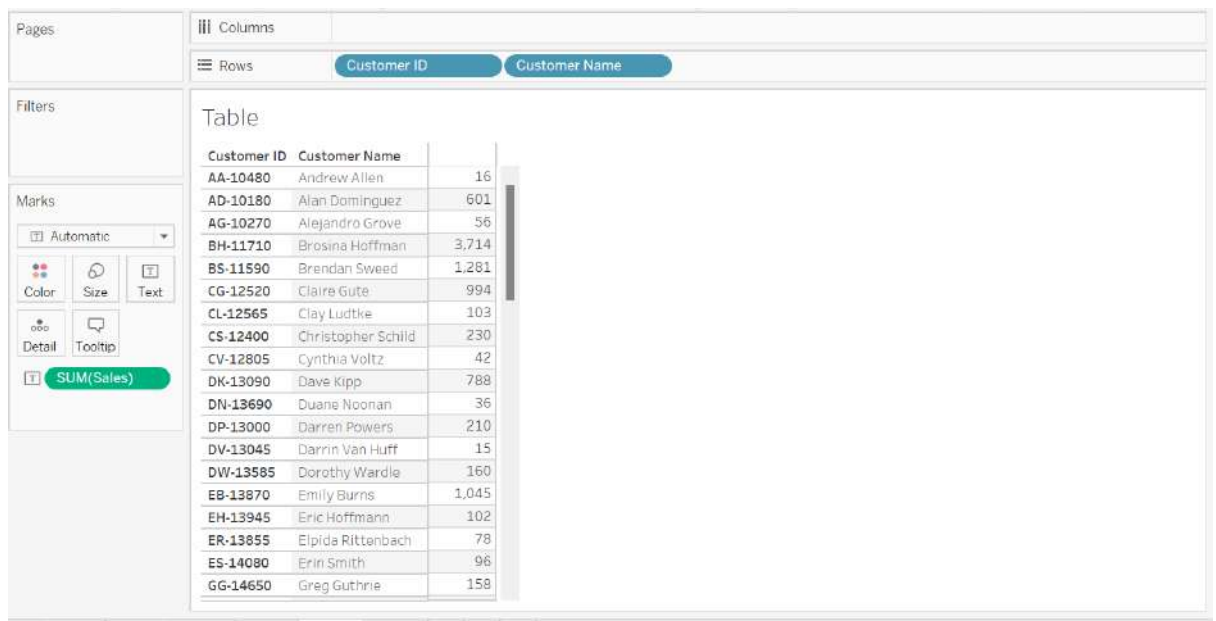 Pages
Columns
Rows Customer ID Customer Name
Filters
Table
Customer ID Customer Name
AA-10480 Andrew Allen 16
AD-10180 Alan Dominguez 601
AG-10270 Alejandro Grove 56
BH-11710 Brosina Hoffman 3,714
BS-11590 Brendan Sweed 1,281
CG-12520 Claire Gute 994
CL-12565 Clay Ludtke 103
CS-12400 Christopher Schild 230
CV-12805 Cynthia Voltz 42
DK-13090 Dave Kipp 788
DN-13690 Duane Noonan 36
DP-13000 Darren Powers 210
DV-13045 Darrin Van Huff 15
DW-13585 Dorothy Wardle 160
EB-13870 Emily Burns 1,045
EH-13945 Eric Hoffmann 102
ER-13855 Elpida Rittenbach 78
ES-14080 Erin Smith 96
GG-14650 Greg Guthrie 158
Marks
T Automatic
Color Size T Text
Detail Tooltip
T SUM(Sales)